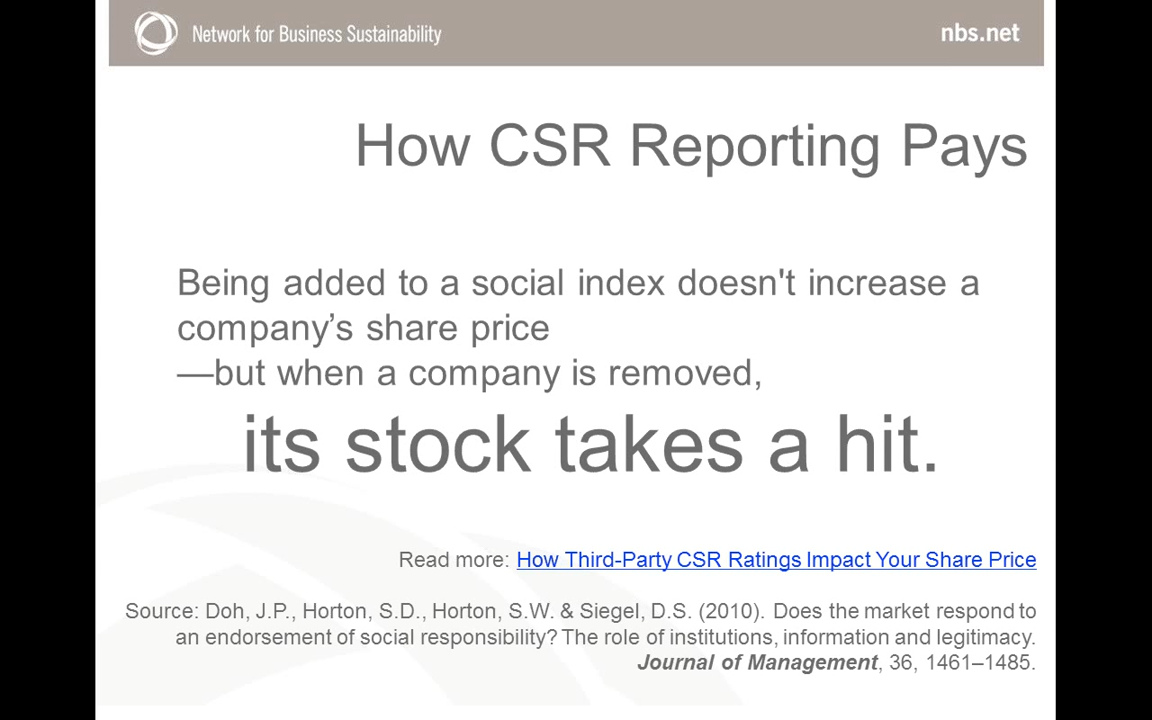 Network for Business Sustainability
nbs.net
How CSR Reporting Pays
Being added to a social index doesn't increase a
company’s share price
—but when a company is removed,
its stock takes a hit.
Read more: How Third-Party CSR Ratings Impact Your Share Price
Source: Doh, J.P., Horton, S.D., Horton, S.W. & Siegel, D.S. (2010). Does the market respond to
an endorsement of social responsibility? The role of institutions, information and legitimacy.
Journal of Management, 36, 1461–1485.